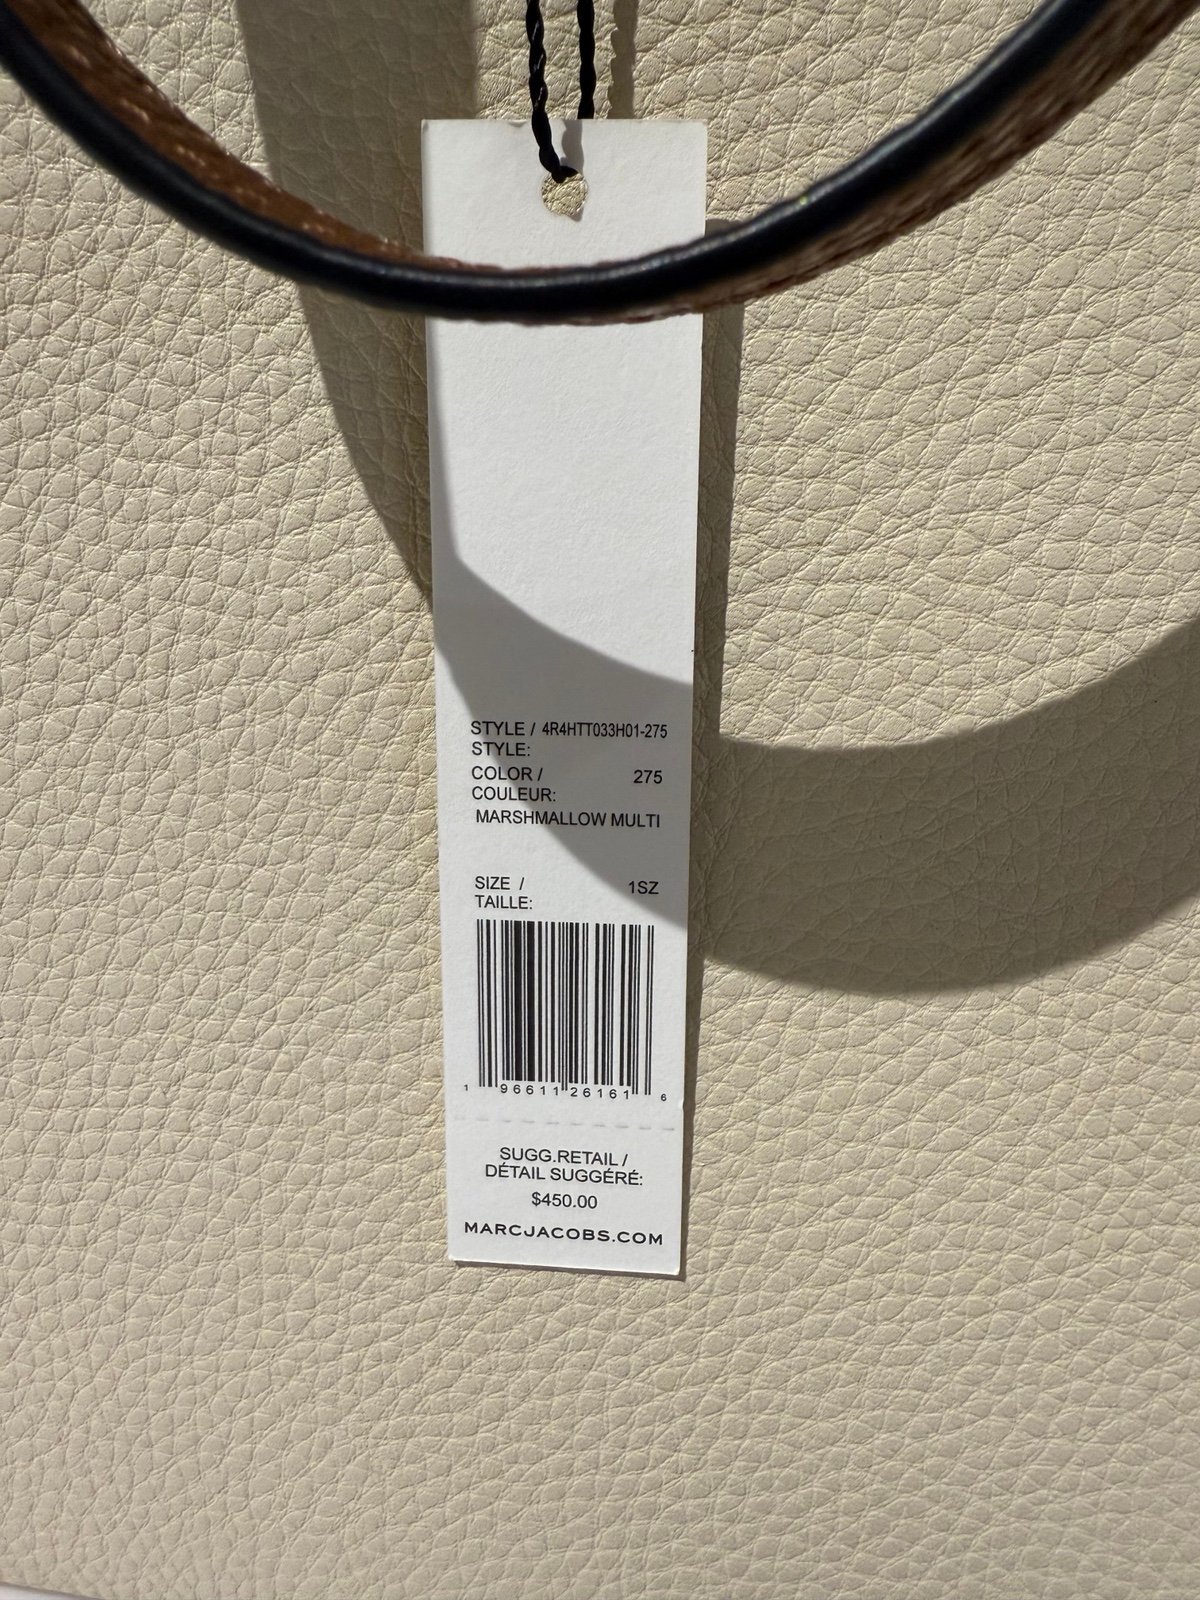 STYLE / 4R4HTT033H01-275
STYLE:
COLOR / 275
COULEUR:
MARSHMALLOW MULTI
SIZE / 1SZ
TAILLE:
1 96611 26161 6
SUGG.RETAIL /
DÉTAIL SUGGÉRÉ:
$450.00
MARCJACOBS.COM